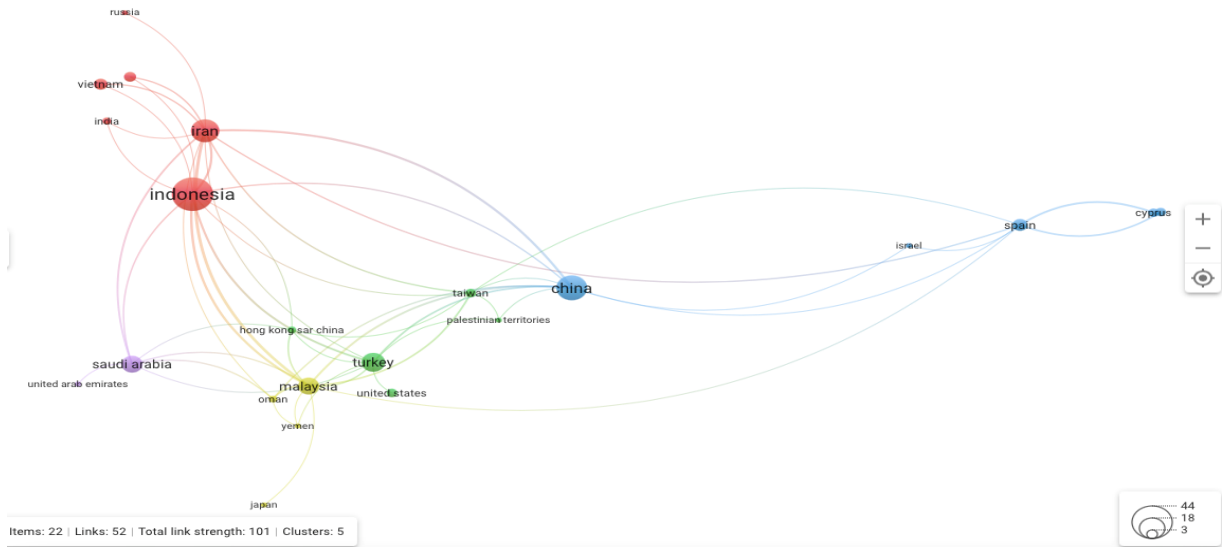 russia
vietnam
india
iran
indonesia
cyprus
spain
israel
china
taiwan
palestinian territories
hong kong sar china
turkey
saudi arabia
united arab emirates
malaysia
united states
oman
yemen
japan
44
18
3
Items: 22 | Links: 52 | Total link strength: 101 | Clusters: 5